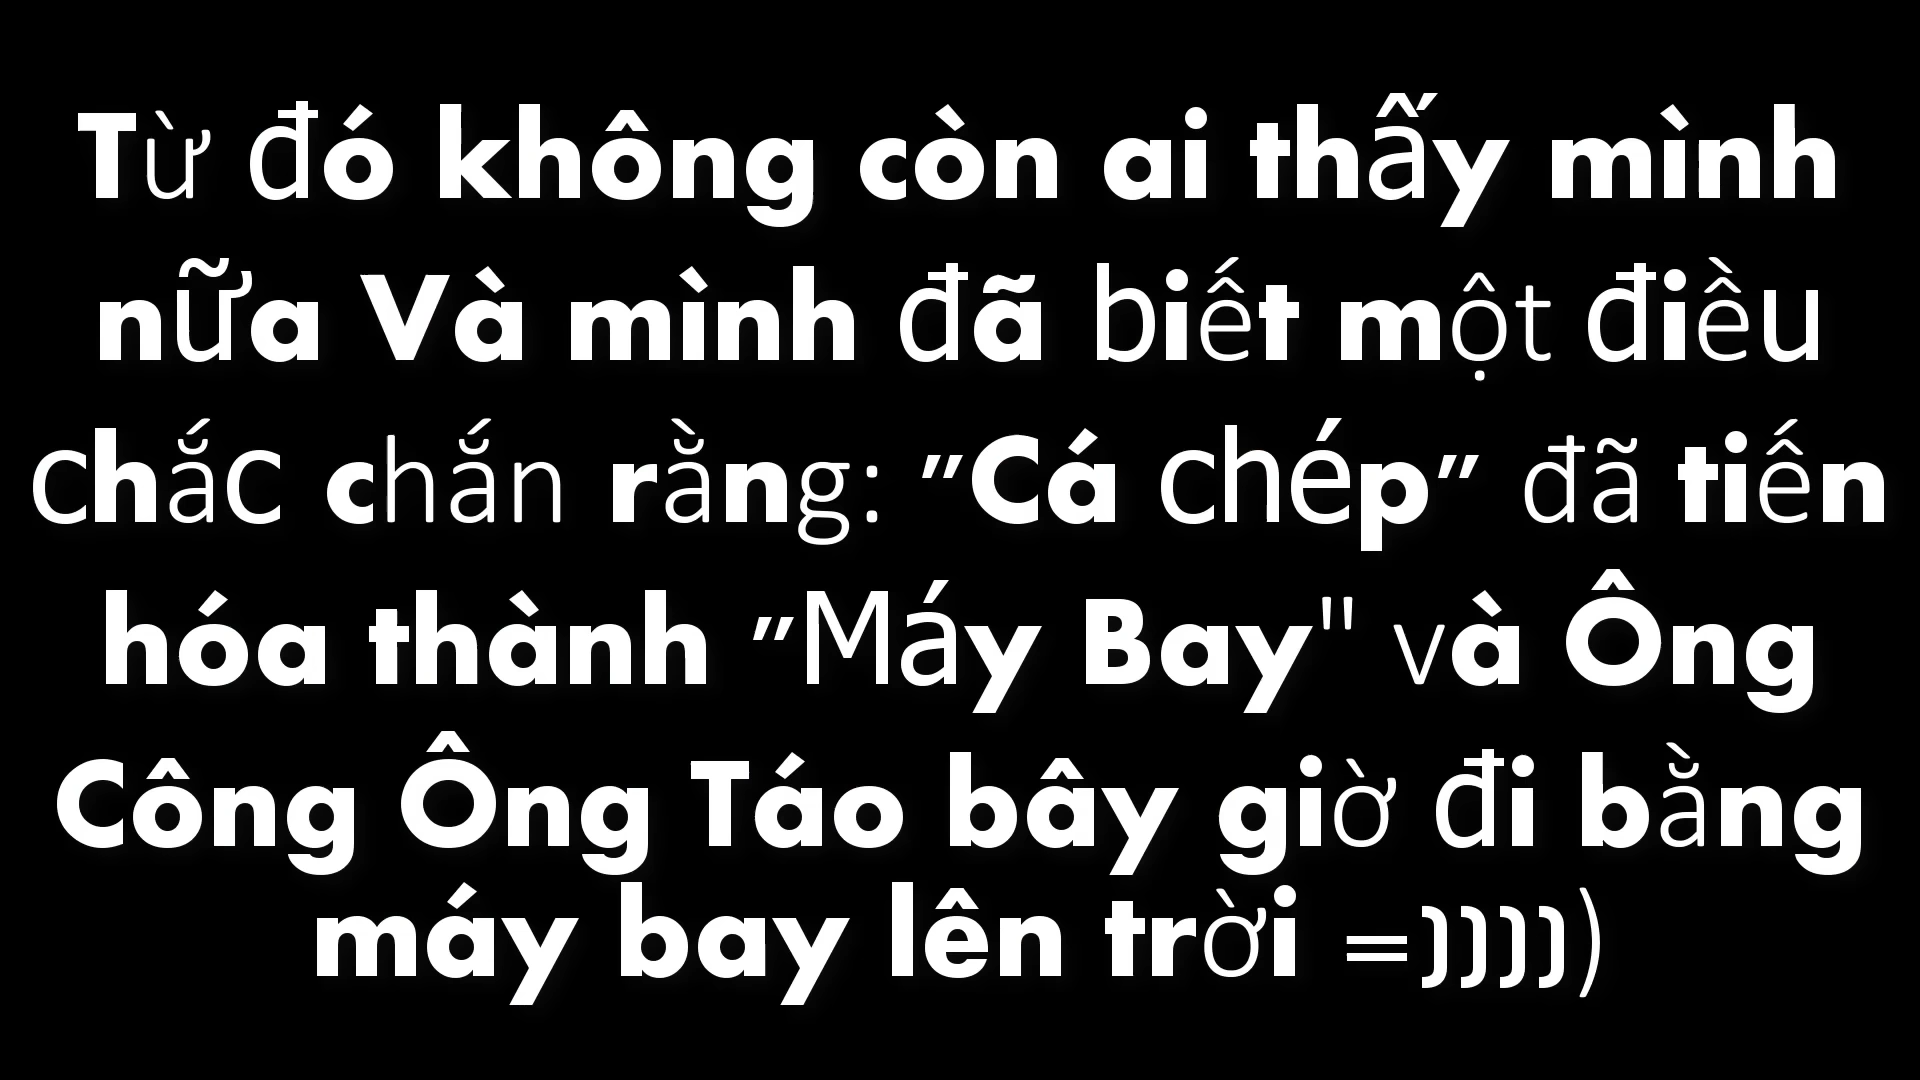 Từ đó không còn ai thấy mình
nữa Và mình đã biết một điều
chắc chắn rằng: "Cá chép" đã tiến
hóa thành "Máy Bay" và Ông
Công Ông Táo bây giờ đi bằng
máy bay lên trời =)))))